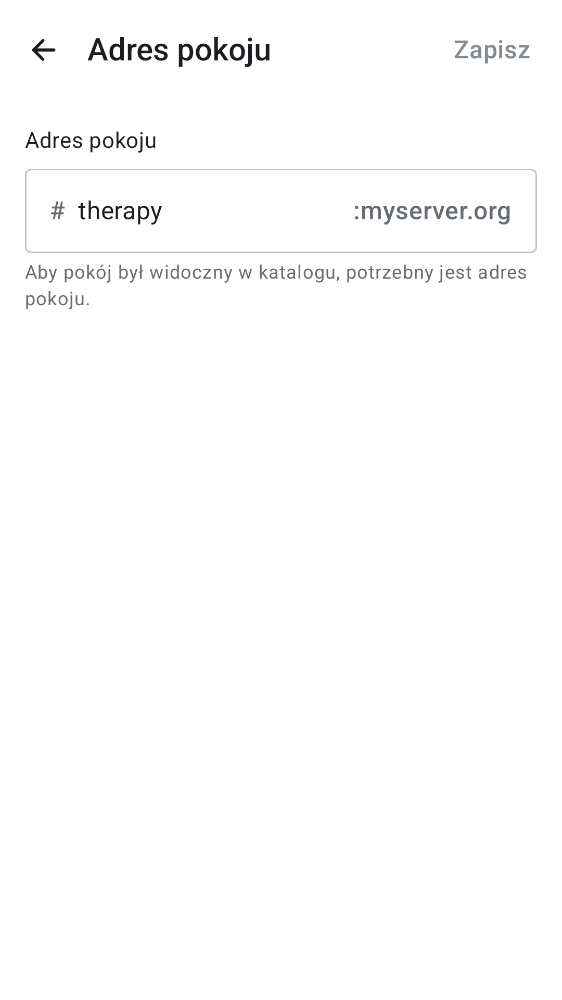 Adres pokoju
Zapisz
Adres pokoju
# therapy :myserver.org
Aby pokój był widoczny w katalogu, potrzebny jest adres
pokoju.